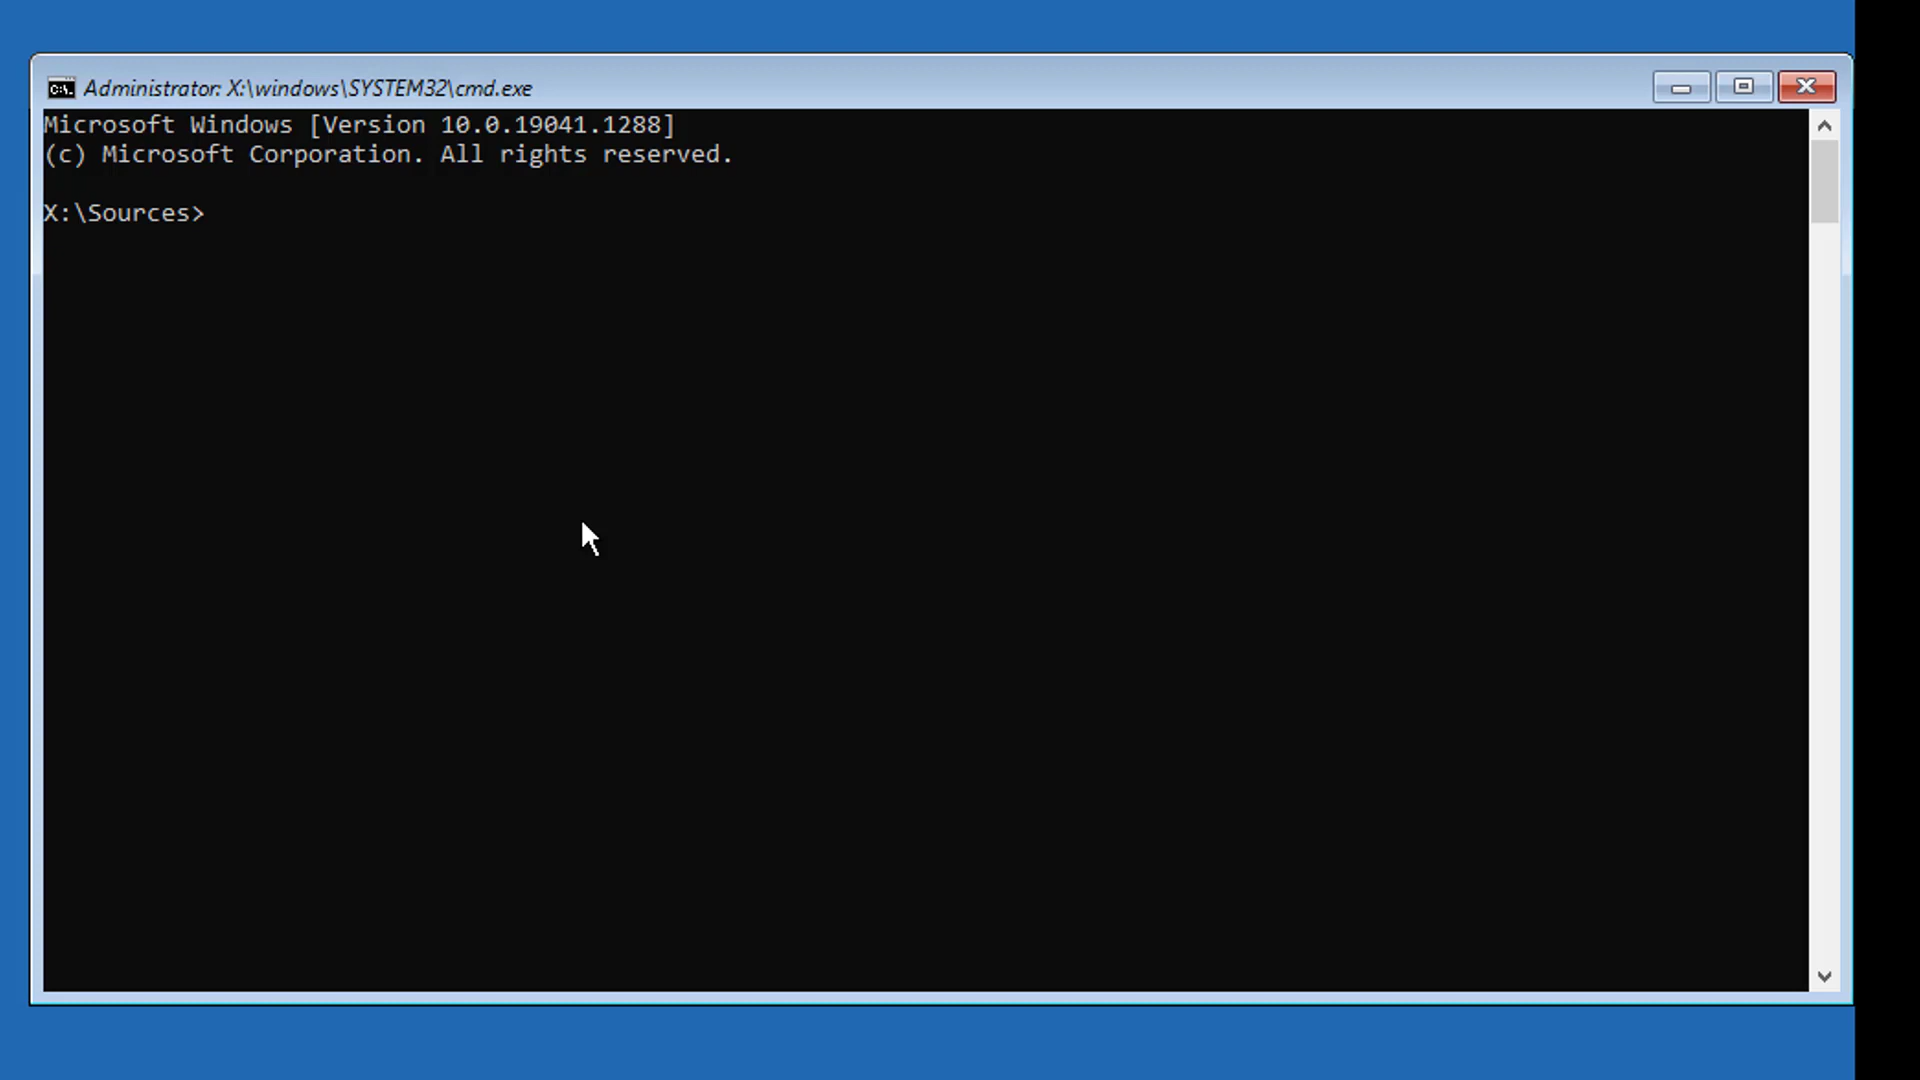 Administrator: X:\windows\SYSTEM32\cmd.exe
Microsoft Windows [Version 10.0.19041.1288]
(c) Microsoft Corporation. All rights reserved.
X:\Sources>